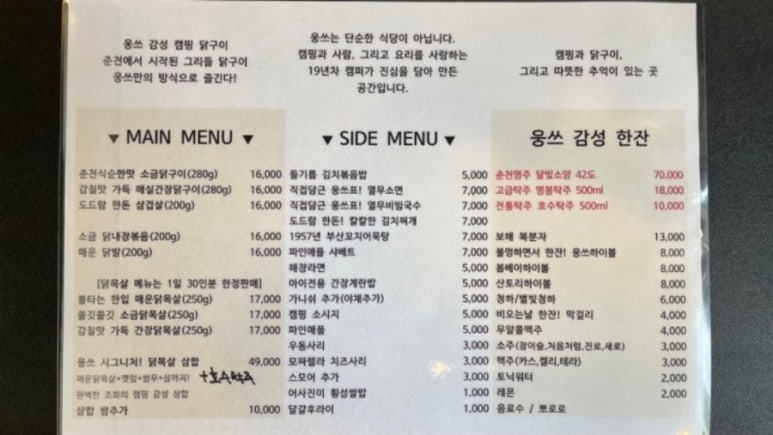 웅쓰 감성 캠핑 닭구이
춘천에서 시작된 그리들 닭구이
웅쓰만의 방식으로 즐긴다!
웅쓰는 단순한 식당이 아닙니다.
캠핑과 사람, 그리고 요리를 사랑하는
19년차 캠퍼가 진심을 담아 만든
공간입니다.
캠핑과 닭구이,
그리고 따뜻한 추억이 있는 곳
▼ MAIN MENU ▼
춘천식순한맛 소금닭구이(280g) 16,000
감칠맛 가득 매실간장닭구이(280g) 16,000
도드람 한돈 삼겹살(200g) 16,000
소금 닭내장볶음(200g) 16,000
매운 닭발(200g) 16,000
[닭목살 메뉴는 1일 30인분 한정판매]
불타는 한입 매운닭목살(250g) 17,000
쫄깃쫄깃 소금닭목살(250g) 17,000
감칠맛 가득 간장닭목살(250g) 17,000
웅쓰 시그니처! 닭목살 삼합 49,000
매운닭목살+깻잎+쌈무+삼까지!
완벽한 조화의 캠핑 감성 삼합
삼합 쌈추가 10,000
▼ SIDE MENU ▼
들기름 김치볶음밥 5,000
직접담근 웅쓰표! 열무소면 7,000
직접담근 웅쓰표! 열무비빔국수 7,000
도드람 한돈! 칼칼한 김치찌개 7,000
1957년 부산꼬치어묵탕 7,000
파인애플 샤베트 7,000
해장라면 5,000
아이전용 간장계란밥 5,000
가니쉬 추가(야채추가) 5,000
캠핑 소시지 5,000
파인애플 5,000
우동사리 3,000
모짜렐라 치즈사리 3,000
스모어 추가 3,000
어사진미 횡성쌀밥 1,000
달걀후라이 1,000
웅쓰 감성 한잔
춘천명주 달빛소양 42도 70,000
고급탁주 명봉탁주 500ml 18,000
전통탁주 호수탁주 500ml 10,000
보해 복분자 13,000
불멍하면서 한잔! 웅쓰하이볼 8,000
봄베이하이볼 8,000
산토리하이볼 8,000
청하/별빛청하 6,000
비오는날 한잔! 막걸리 4,000
무알콜맥주 4,000
소주(참이슬,처음처럼,진로,새로)
맥주(카스,켈리,테라) 3,000
토닉워터 2,000
레몬 2,000
음료수 / 뽀로로